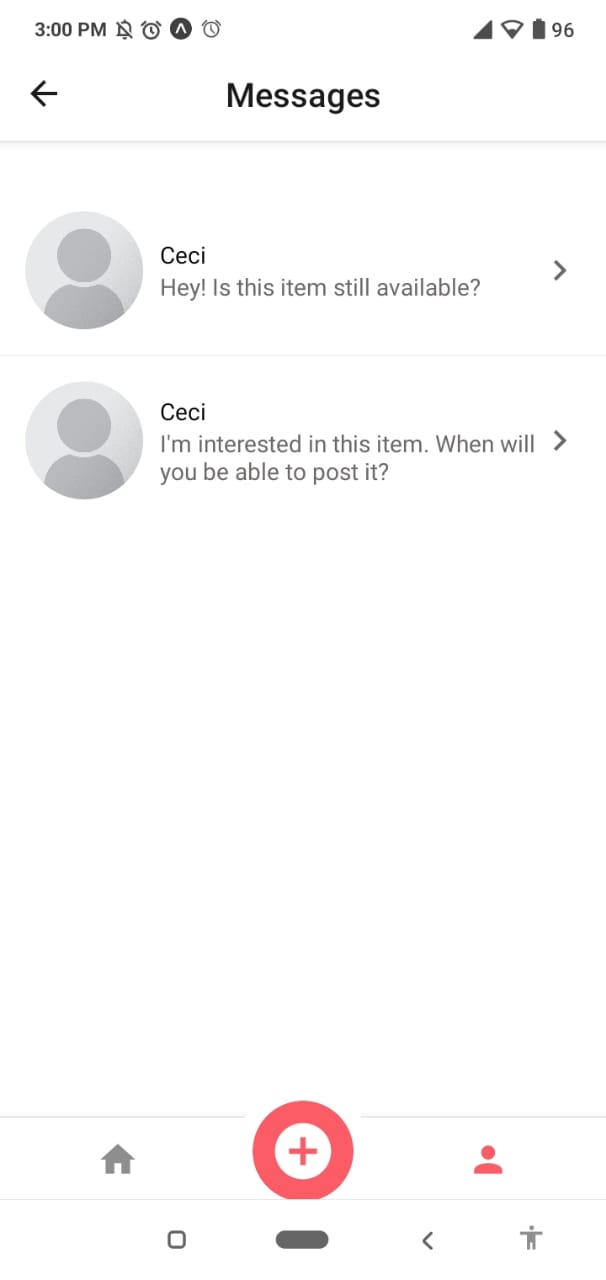 3:00 PM 96
Messages
Ceci
Hey! Is this item still available?
Ceci
I'm interested in this item. When will
you be able to post it?